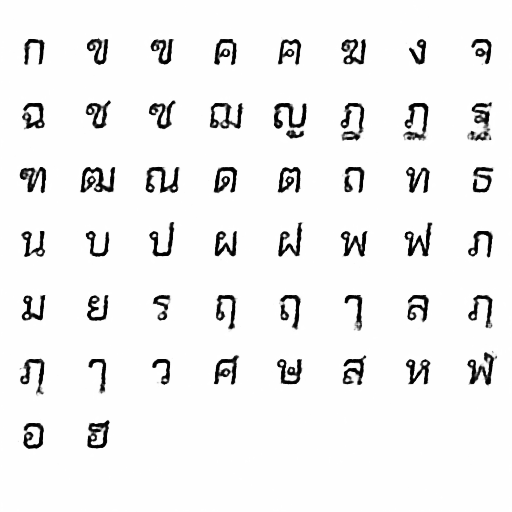 ก ข ฃ ค ฅ ฆ ง จ
ฉ ช ซ ฌ ญ ฎ ฏ ฐ
ฑ ฒ ณ ด ต ถ ท ธ
น บ ป ผ ฝ พ ฟ ภ
ม ย ร ฤ ฤ ๅ ล ภ
ฦ ๅ ว ศ ษ ส ห ฬ
อ ฮ